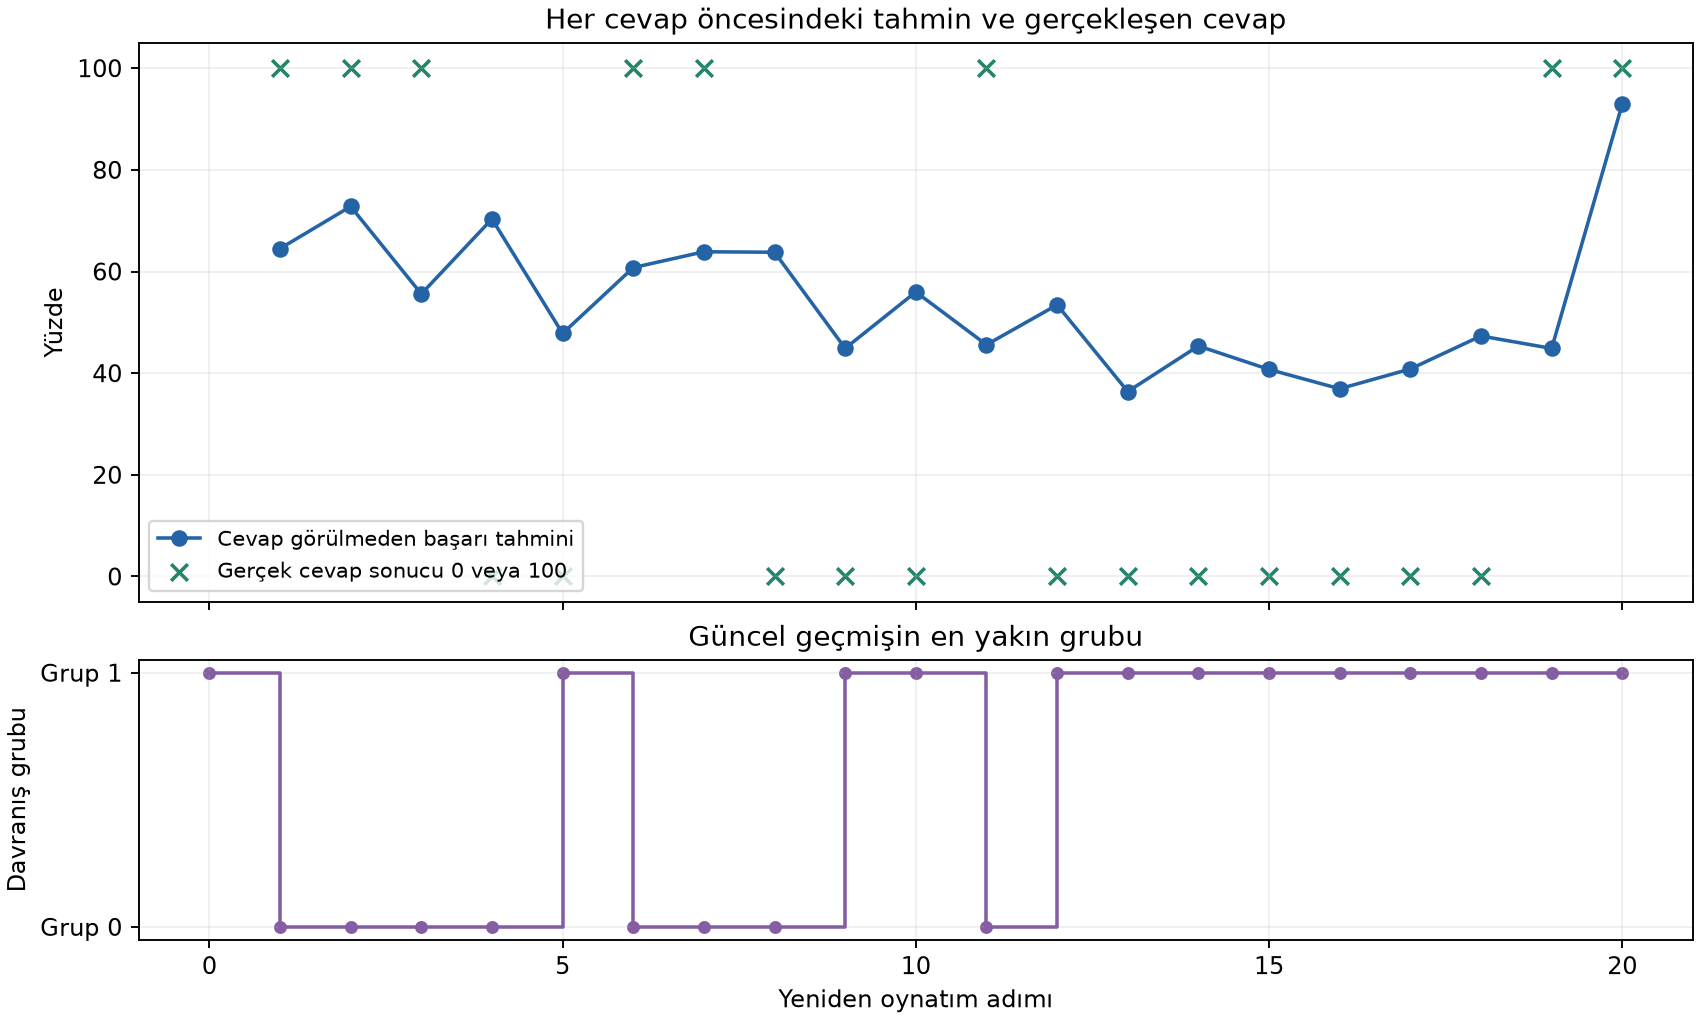 Her cevap öncesindeki tahmin ve gerçekleşen cevap
100
80
60
40
20
0
Yüzde
Cevap görülmeden başarı tahmini
Gerçek cevap sonucu 0 veya 100
Güncel geçmişin en yakın grubu
Grup 1
Grup 0
Davranış grubu
0 5 10 15 20
Yeniden oynatım adımı